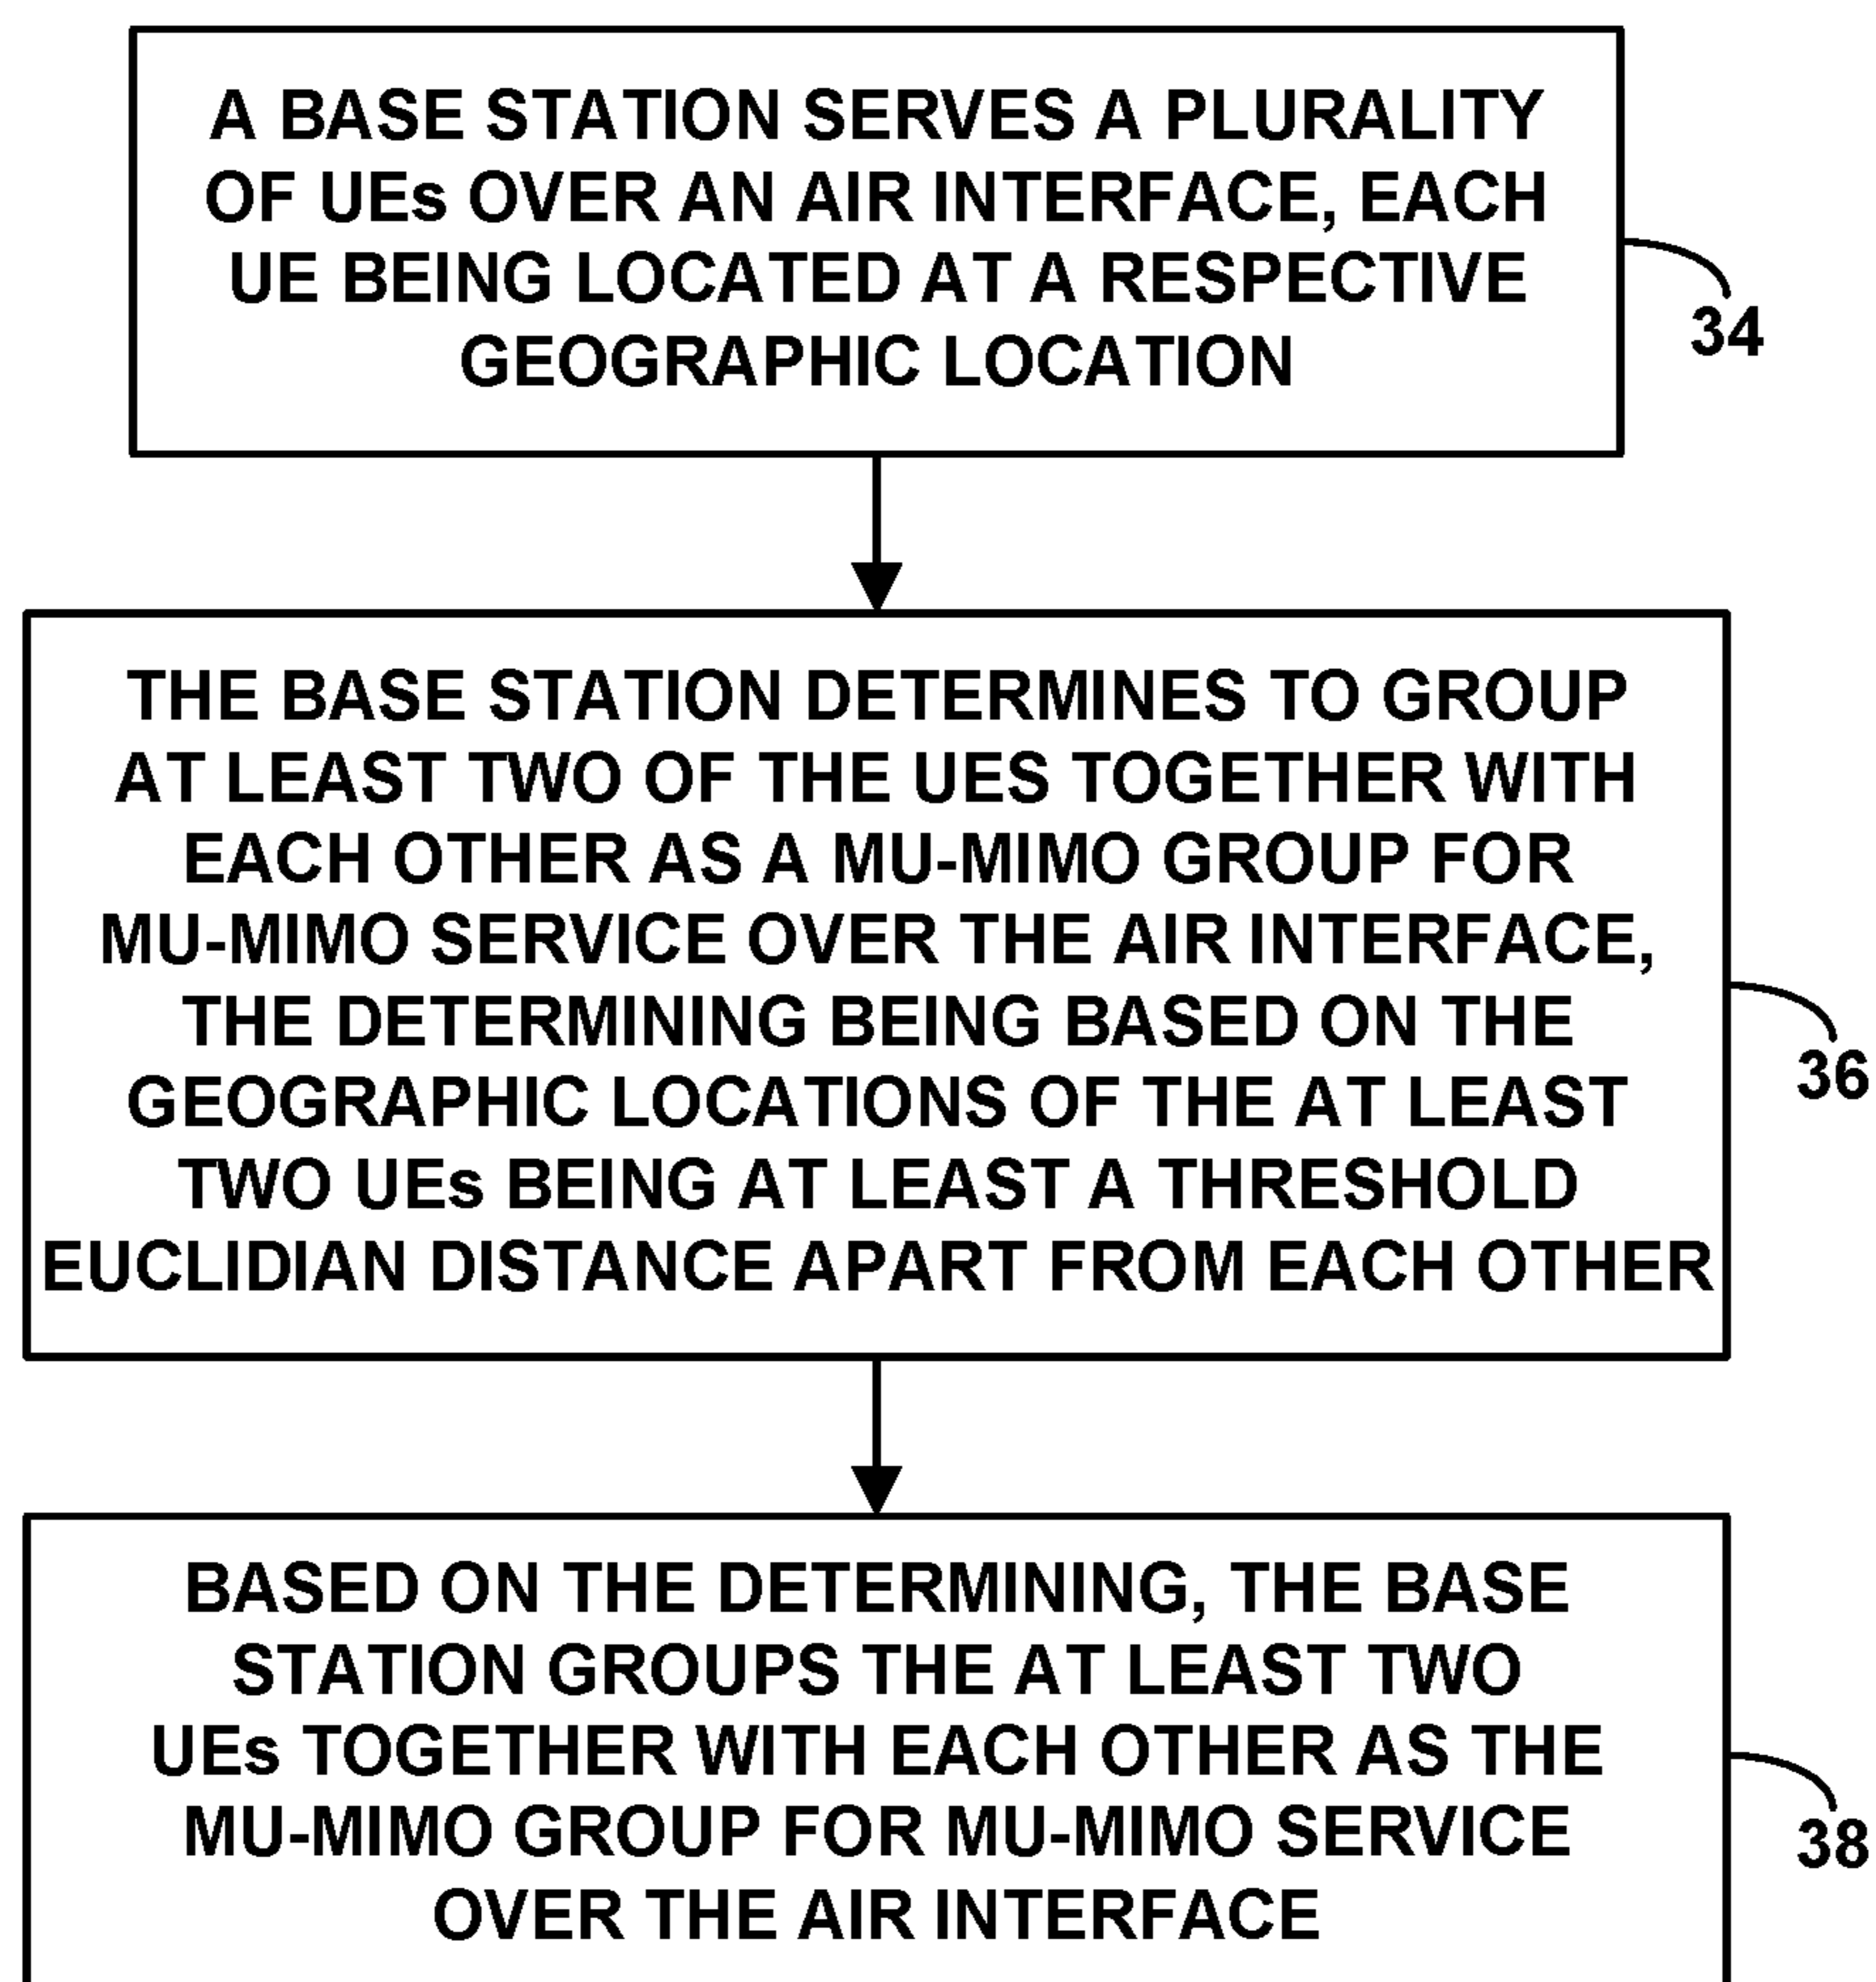 A BASE STATION SERVES A PLURALITY
OF UEs OVER AN AIR INTERFACE, EACH
UE BEING LOCATED AT A RESPECTIVE
GEOGRAPHIC LOCATION
34
THE BASE STATION DETERMINES TO GROUP
AT LEAST TWO OF THE UES TOGETHER WITH
EACH OTHER AS A MU-MIMO GROUP FOR
MU-MIMO SERVICE OVER THE AIR INTERFACE,
THE DETERMINING BEING BASED ON THE
GEOGRAPHIC LOCATIONS OF THE AT LEAST
TWO UEs BEING AT LEAST A THRESHOLD
EUCLIDIAN DISTANCE APART FROM EACH OTHER
36
BASED ON THE DETERMINING, THE BASE
STATION GROUPS THE AT LEAST TWO
UEs TOGETHER WITH EACH OTHER AS THE
MU-MIMO GROUP FOR MU-MIMO SERVICE
OVER THE AIR INTERFACE
38